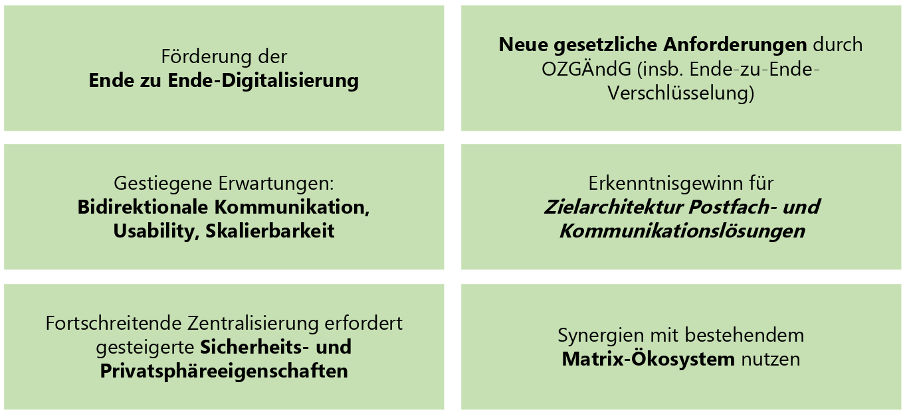 Förderung der
Ende zu Ende-Digitalisierung
Neue gesetzliche Anforderungen durch
OZGÄndG (insb. Ende-zu-Ende-
Verschlüsselung)
Gestiegene Erwartungen:
Bidirektionale Kommunikation,
Usability, Skalierbarkeit
Erkenntnisgewinn für
Zielarchitektur Postfach- und
Kommunikationslösungen
Fortschreitende Zentralisierung erfordert
gesteigerte Sicherheits- und
Privatsphäreeigenschaften
Synergien mit bestehendem
Matrix-Ökosystem nutzen